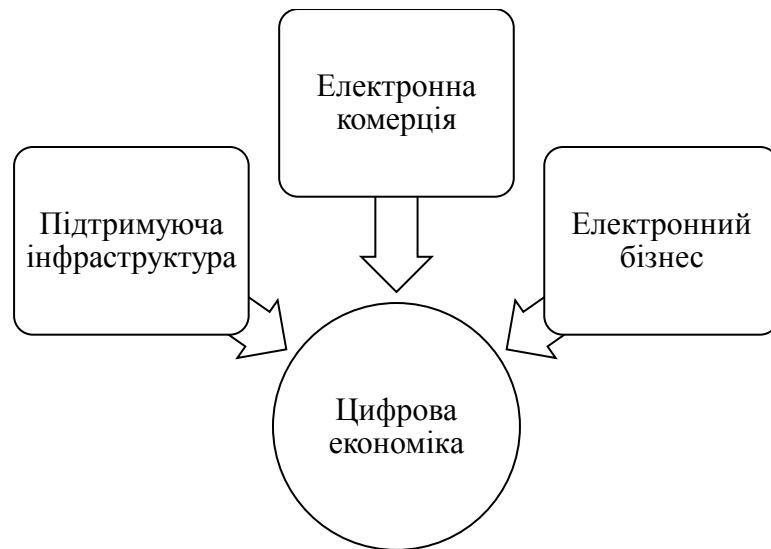 Електронна
комерція
Підтримуюча
інфраструктура
Електронний
бізнес
Цифрова
економіка